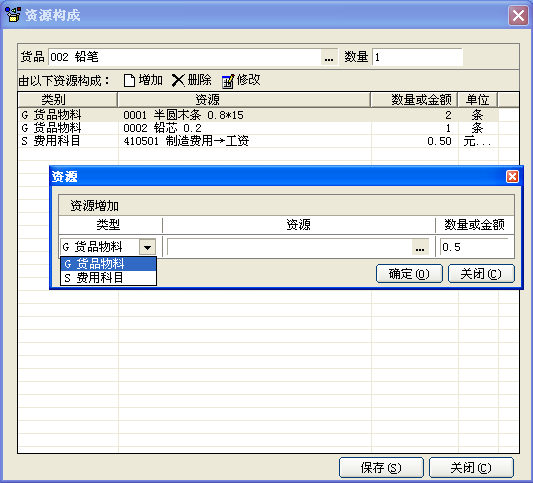 资源构成
货品 002 铅笔 ... 数量 1
由以下资源构成： 增加 删除 修改
类别 资源 数量或金额 单位
G 货品物料 0001 半圆木条 0.8*15 2 条
G 货品物料 0002 铅芯 0.2 1 条
S 费用科目 410501 制造费用→工资 0.50 元...
资源
资源增加
类型 资源 数量或金额
G 货品物料 ... 0.5
G 货品物料
S 费用科目
确定(O) 关闭(C)
保存(S) 关闭(C)